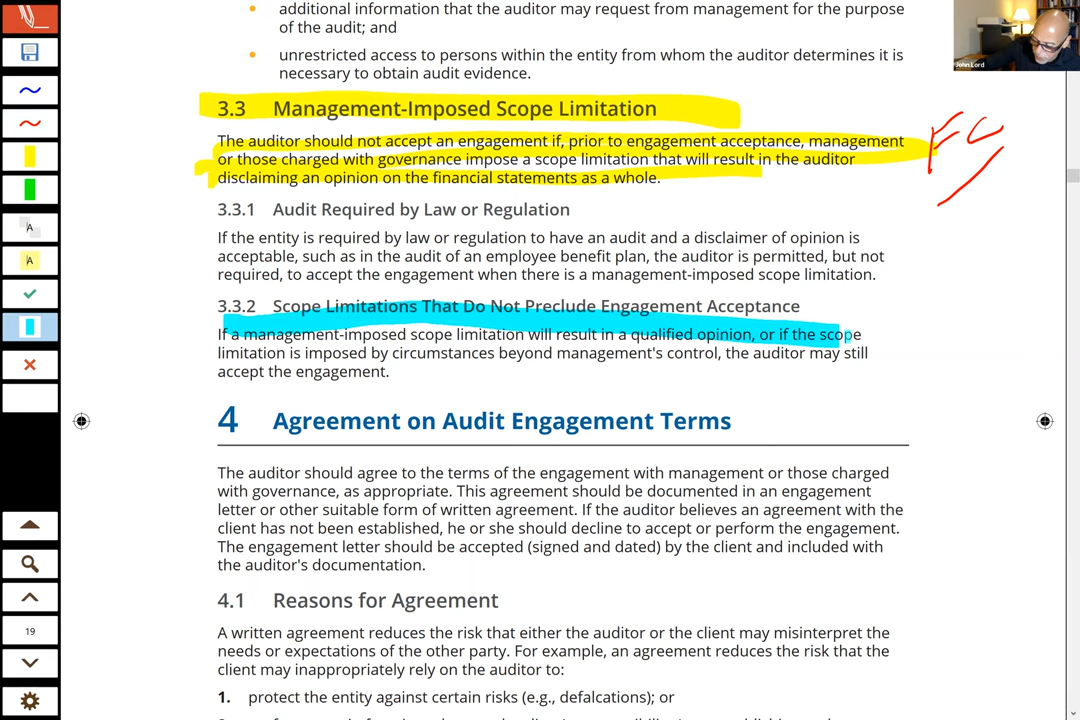 additional information that the auditor may request from management for the purpose
of the audit; and
unrestricted access to persons within the entity from whom the auditor determines it is
necessary to obtain audit evidence.
John Lord
3.3 Management-Imposed Scope Limitation
The auditor should not accept an engagement if, prior to engagement acceptance, management
or those charged with governance impose a scope limitation that will result in the auditor
disclaiming an opinion on the financial statements as a whole.
FS
3.3.1 Audit Required by Law or Regulation
If the entity is required by law or regulation to have an audit and a disclaimer of opinion is
acceptable, such as in the audit of an employee benefit plan, the auditor is permitted, but not
required, to accept the engagement when there is a management-imposed scope limitation.
3.3.2 Scope Limitations That Do Not Preclude Engagement Acceptance
If a management-imposed scope limitation will result in a qualified opinion, or if the scope
limitation is imposed by circumstances beyond management's control, the auditor may still
accept the engagement.
4 Agreement on Audit Engagement Terms
The auditor should agree to the terms of the engagement with management or those charged
with governance, as appropriate. This agreement should be documented in an engagement
letter or other suitable form of written agreement. If the auditor believes an agreement with the
client has not been established, he or she should decline to accept or perform the engagement.
The engagement letter should be accepted (signed and dated) by the client and included with
the auditor's documentation.
4.1 Reasons for Agreement
A written agreement reduces the risk that either the auditor or the client may misinterpret the
needs or expectations of the other party. For example, an agreement reduces the risk that the
client may inappropriately rely on the auditor to:
1. protect the entity against certain risks (e.g., defalcations); or
A
A
19